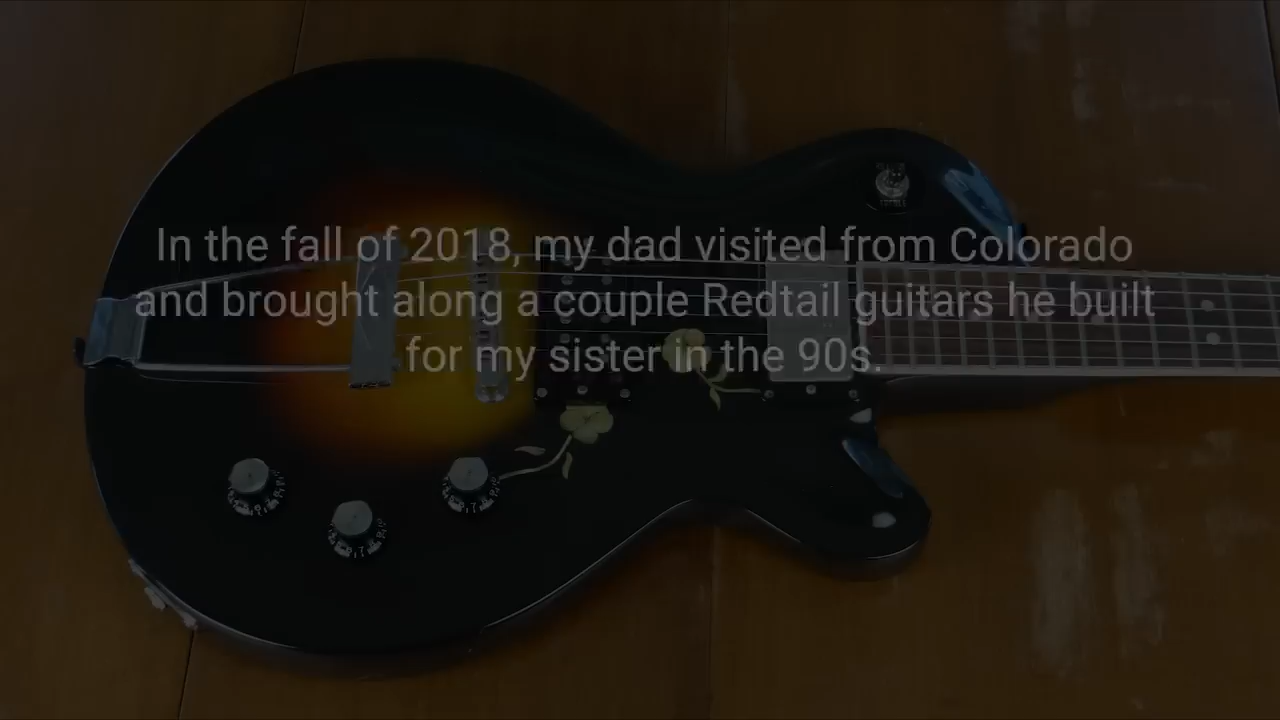 In the fall of 2018, my dad visited from Colorado
and brought along a couple Redtail guitars he built
for my sister in the 90s.
TREBLE